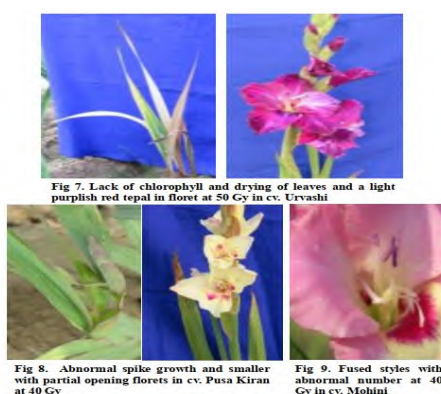 Fig 7. Lack of chlorophyll and drying of leaves and a light
purplish red tepal in floret at 50 Gy in cv. Urvashi
Fig 8. Abnormal spike growth and smaller
with partial opening florets in cv. Pusa Kiran
at 40 Gy
Fig 9. Fused styles with
abnormal number at 40
Gy in cv. Mohini